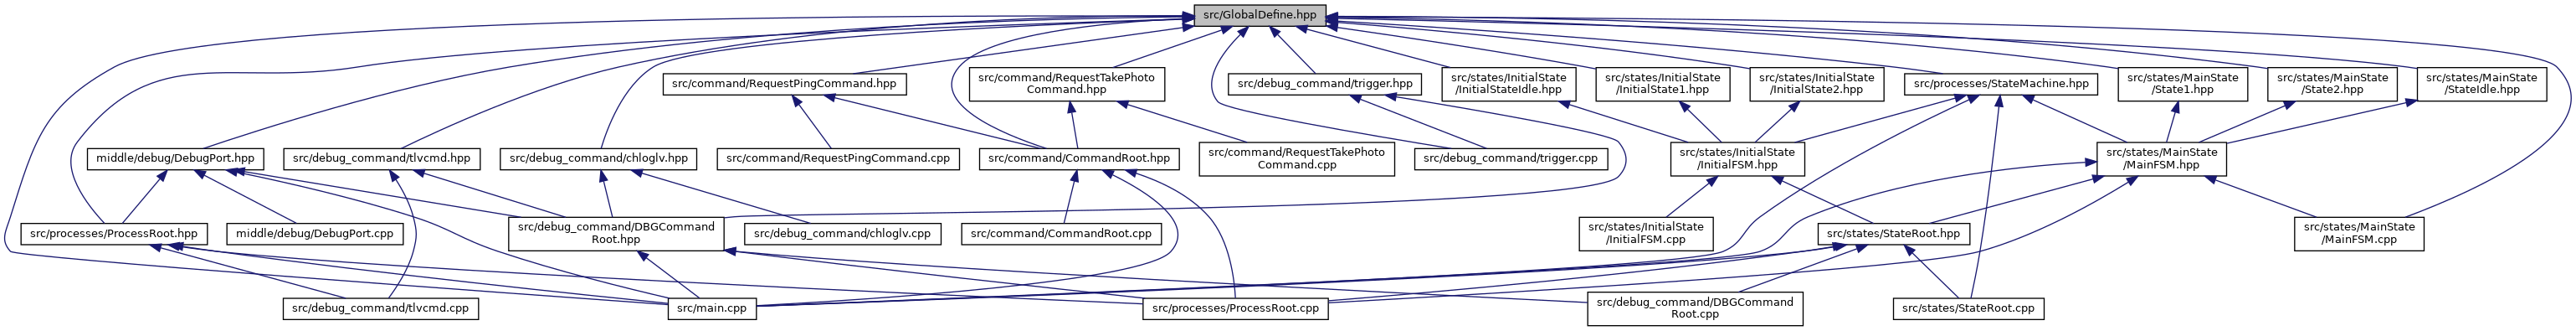 src/GlobalDefine.hpp
src/command/RequestPingCommand.hpp
src/command/RequestTakePhoto
Command.hpp
src/debug_command/trigger.hpp
src/states/InitialState
/InitialStateIdle.hpp
src/states/InitialState
/InitialState1.hpp
src/states/InitialState
/InitialState2.hpp
src/processes/StateMachine.hpp
src/states/MainState
/State1.hpp
src/states/MainState
/State2.hpp
src/states/MainState
/StateIdle.hpp
middle/debug/DebugPort.hpp
src/debug_command/tlvcmd.hpp
src/debug_command/chloglv.hpp
src/command/RequestPingCommand.cpp
src/command/CommandRoot.hpp
src/command/RequestTakePhoto
Command.cpp
src/debug_command/trigger.cpp
src/states/InitialState
/InitialFSM.hpp
src/states/MainState
/MainFSM.hpp
src/processes/ProcessRoot.hpp
middle/debug/DebugPort.cpp
src/debug_command/DBGCommand
Root.hpp
src/debug_command/chloglv.cpp
src/command/CommandRoot.cpp
src/states/InitialState
/InitialFSM.cpp
src/states/StateRoot.hpp
src/states/MainState
/MainFSM.cpp
src/debug_command/tlvcmd.cpp
src/main.cpp
src/processes/ProcessRoot.cpp
src/debug_command/DBGCommand
Root.cpp
src/states/StateRoot.cpp